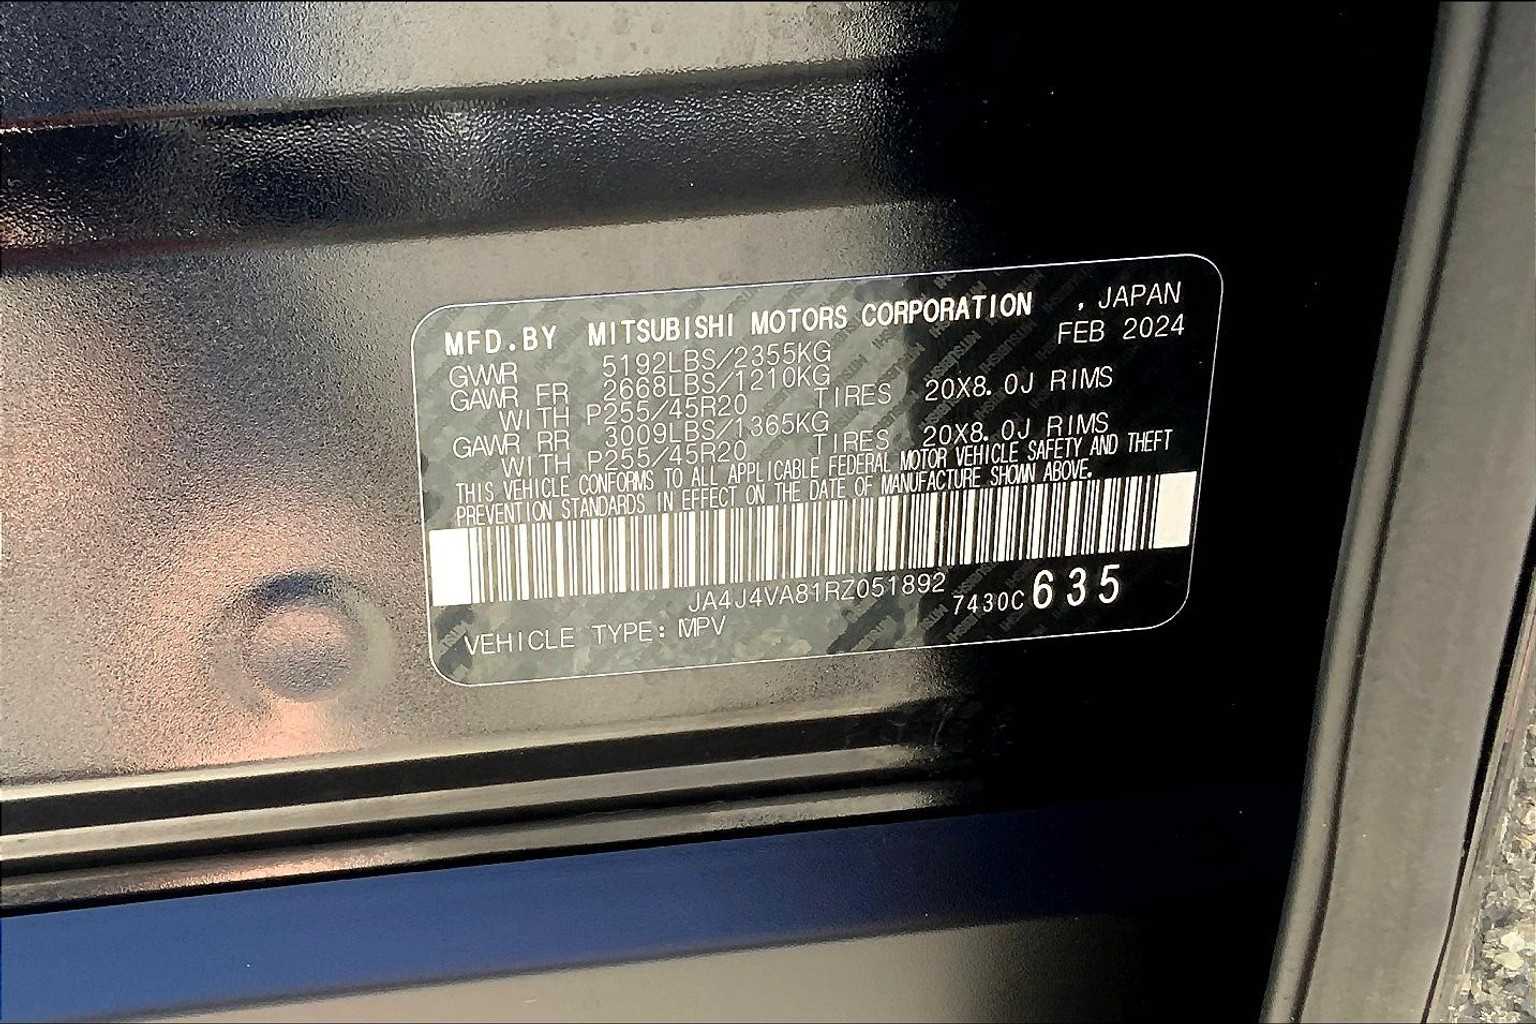 MFD.BY MITSUBISHI MOTORS CORPORATION , JAPAN
FEB 2024
GVWR 5192LBS/2355KG
GAWR FR 2668LBS/1210KG
WITH P255/45R20 TIRES 20X8.0J RIMS
GAWR RR 3009LBS/1365KG
WITH P255/45R20 TIRES 20X8.0J RIMS
THIS VEHICLE CONFORMS TO ALL APPLICABLE FEDERAL MOTOR VEHICLE SAFETY AND THEFT
PREVENTION STANDARDS IN EFFECT ON THE DATE OF MANUFACTURE SHOWN ABOVE.
JA4J4VA81RZ051892
7430C635
VEHICLE TYPE: MPV